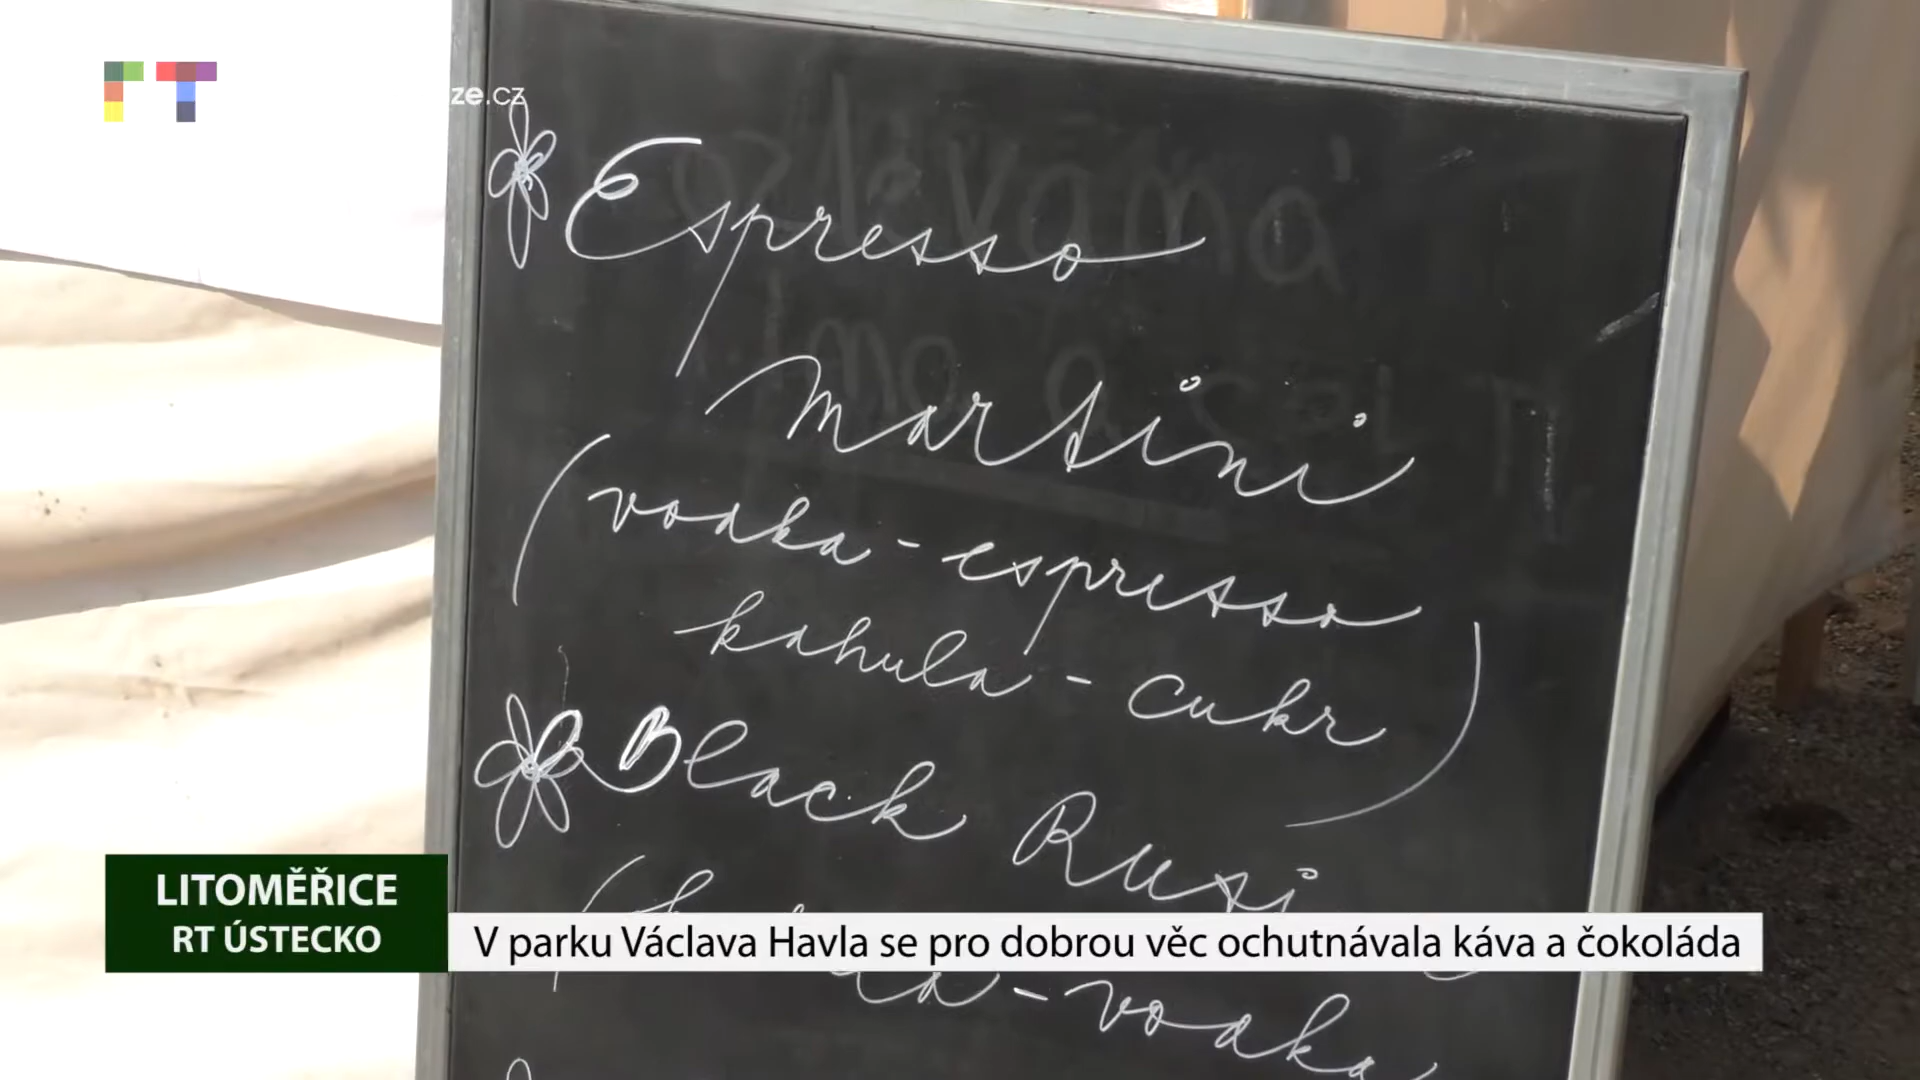 ze.cz
Espresso
Martini
(vodka - espresso
kahula - cukr)
Black Rusi
- vodka
LITOMĚŘICE
RT ÚSTECKO
V parku Václava Havla se pro dobrou věc ochutnávala káva a čokoláda